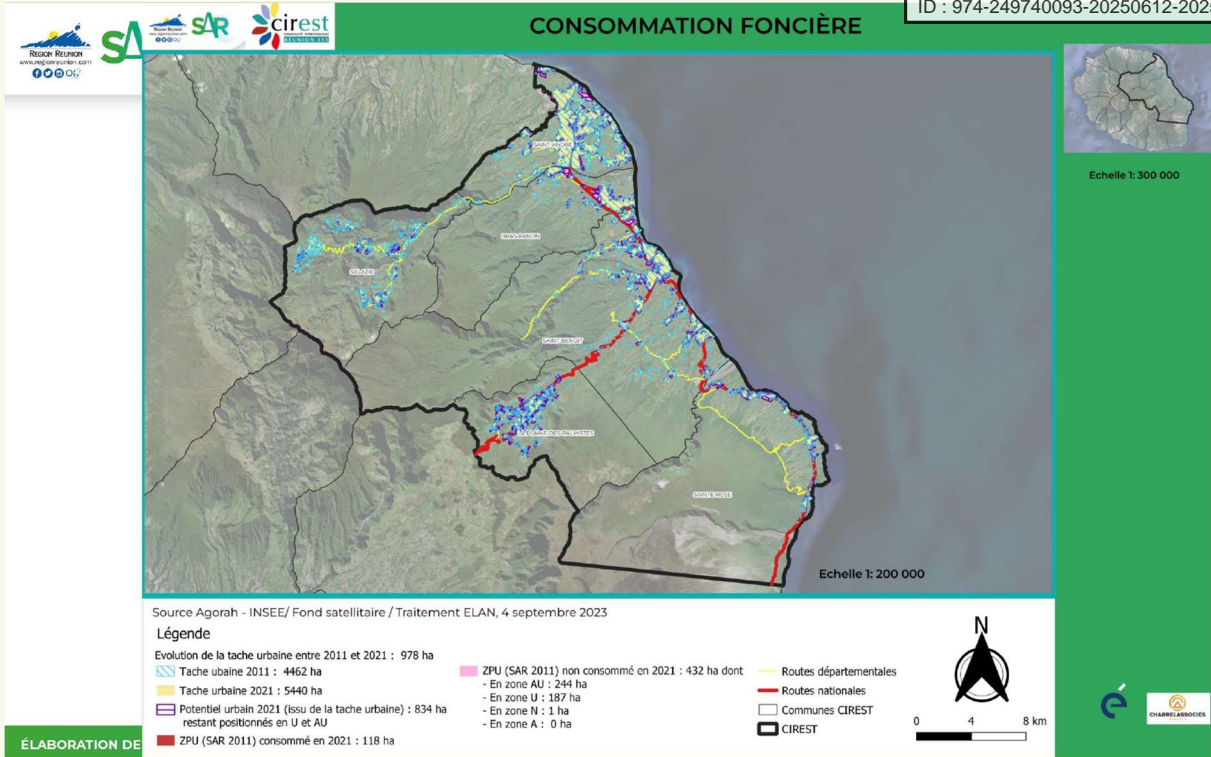 ID : 974-249740093-20250612-202
REGION REUNION
www.regionreunion.com
SA
SAR
cirest
RÉUNION.EST
CONSOMMATION FONCIÈRE
Echelle 1: 300 000
SAINT-ANDRE
BRAS-PANON
SALAZIE
SAINT-BENOIT
LA PLAINE DES PALMISTES
SAINTE-ROSE
Echelle 1: 200 000
Source Agorah - INSEE/ Fond satellitaire / Traitement ELAN, 4 septembre 2023
Légende
Evolution de la tache urbaine entre 2011 et 2021 : 978 ha
Tache ubaine 2011 : 4462 ha
Tache urbaine 2021 : 5440 ha
Potentiel urbain 2021 (issu de la tache urbaine) : 834 ha
restant positionnés en U et AU
ZPU (SAR 2011) consommé en 2021 : 118 ha
ZPU (SAR 2011) non consommé en 2021 : 432 ha dont
- En zone AU : 244 ha
- En zone U : 187 ha
- En zone N : 1 ha
- En zone A : 0 ha
Routes départementales
Routes nationales
Communes CIREST
CIREST
N
0 4 8 km
é
CHARRELASSOCIÉS
ÉLABORATION DE